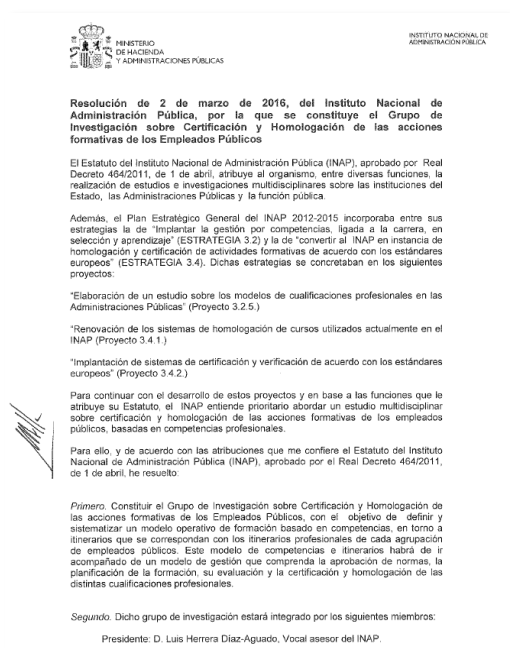 MINISTERIO
DE HACIENDA
Y ADMINISTRACIONES PÚBLICAS
INSTITUTO NACIONAL DE
ADMINISTRACIÓN PÚBLICA
Resolución de 2 de marzo de 2016, del Instituto Nacional de
Administración Pública, por la que se constituye el Grupo de
Investigación sobre Certificación y Homologación de las acciones
formativas de los Empleados Públicos
El Estatuto del Instituto Nacional de Administración Pública (INAP), aprobado por Real
Decreto 464/2011, de 1 de abril, atribuye al organismo, entre diversas funciones, la
realización de estudios e investigaciones multidisciplinares sobre las instituciones del
Estado, las Administraciones Públicas y la función pública.
Además, el Plan Estratégico General del INAP 2012-2015 incorporaba entre sus
estrategias la de "Implantar la gestión por competencias, ligada a la carrera, en
selección y aprendizaje" (ESTRATEGIA 3.2) y la de "convertir al INAP en instancia de
homologación y certificación de actividades formativas de acuerdo con los estándares
europeos" (ESTRATEGIA 3.4). Dichas estrategias se concretaban en los siguientes
proyectos:
"Elaboración de un estudio sobre los modelos de cualificaciones profesionales en las
Administraciones Públicas" (Proyecto 3.2.5.)
"Renovación de los sistemas de homologación de cursos utilizados actualmente en el
INAP (Proyecto 3.4.1.)
"Implantación de sistemas de certificación y verificación de acuerdo con los estándares
europeos" (Proyecto 3.4.2.)
Para continuar con el desarrollo de estos proyectos y en base a las funciones que le
atribuye su Estatuto, el INAP entiende prioritario abordar un estudio multidisciplinar
sobre certificación y homologación de las acciones formativas de los empleados
públicos, basadas en competencias profesionales.
Para ello, y de acuerdo con las atribuciones que me confiere el Estatuto del Instituto
Nacional de Administración Pública (INAP), aprobado por el Real Decreto 464/2011,
de 1 de abril, he resuelto:
Primero. Constituir el Grupo de Investigación sobre Certificación y Homologación de
las acciones formativas de los Empleados Públicos, con el objetivo de definir y
sistematizar un modelo operativo de formación basado en competencias, en torno a
itinerarios que se correspondan con los itinerarios profesionales de cada agrupación
de empleados públicos. Este modelo de competencias e itinerarios habrá de ir
acompañado de un modelo de gestión que comprenda la aprobación de normas, la
planificación de la formación, su evaluación y la certificación y homologación de las
distintas cualificaciones profesionales.
Segundo. Dicho grupo de investigación estará integrado por los siguientes miembros:
Presidente: D. Luis Herrera Díaz-Aguado, Vocal asesor del INAP.